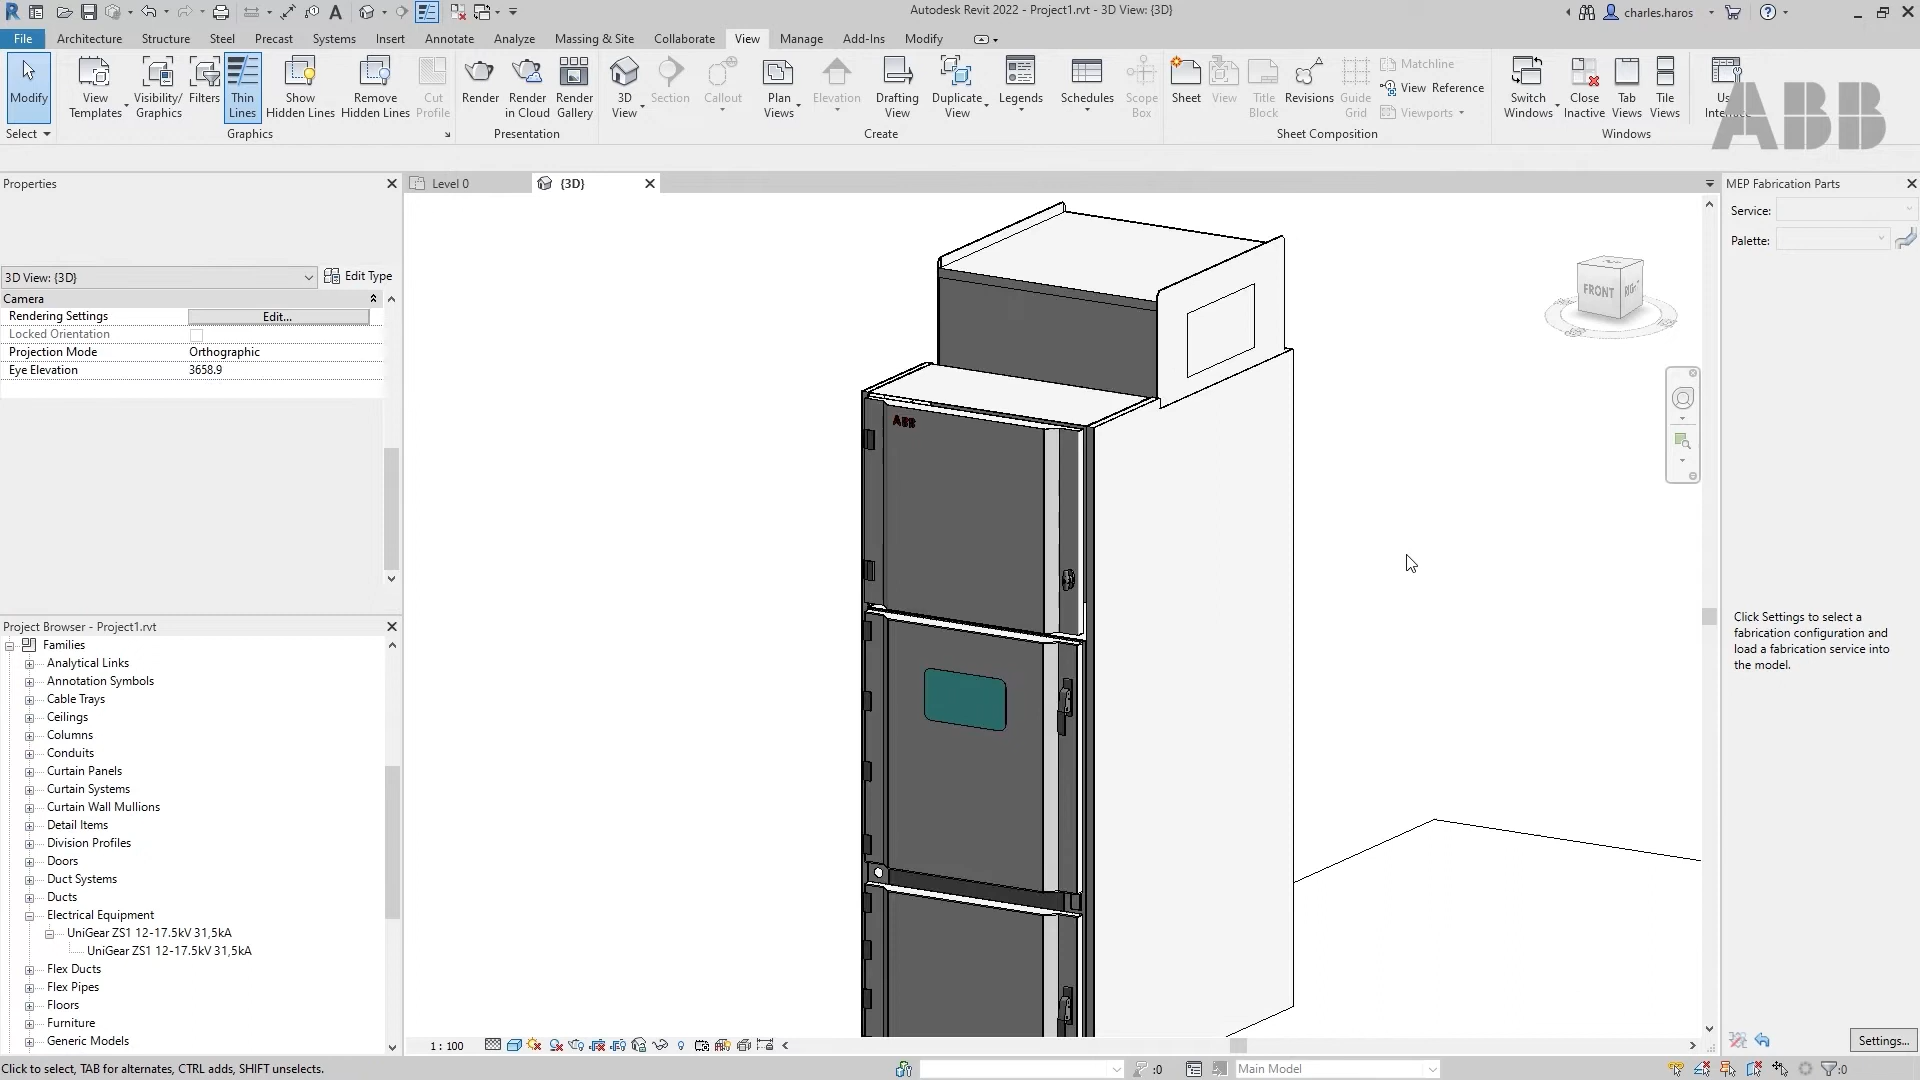 Autodesk Revit 2022 - Project1.rvt - 3D View: {3D}
charles.haros
File Architecture Structure Steel Precast Systems Insert Annotate Analyze Massing & Site Collaborate View Manage Add-Ins Modify
Modify
View Templates
Visibility/ Graphics
Filters
Thin Lines
Show Hidden Lines
Remove Hidden Lines
Cut Profile
Render
Render in Cloud
Render Gallery
3D View
Section
Callout
Plan Views
Elevation
Drafting View
Duplicate View
Legends
Schedules
Scope Box
Sheet
View
Title Block
Revisions
Guide Grid
Matchline
View Reference
Viewports
Switch Windows
Close Inactive
Tab Views
Tile Views
ABB
Select
Graphics
Presentation
Create
Sheet Composition
Windows
Properties
Level 0
{3D}
MEP Fabrication Parts
Service:
Palette:
3D View: {3D}
Edit Type
Camera
Rendering Settings Edit...
Locked Orientation
Projection Mode Orthographic
Eye Elevation 3658.9
FRONT
ABB
Project Browser - Project1.rvt
Families
Analytical Links
Annotation Symbols
Cable Trays
Ceilings
Columns
Conduits
Curtain Panels
Curtain Systems
Curtain Wall Mullions
Detail Items
Division Profiles
Doors
Duct Systems
Ducts
Electrical Equipment
UniGear ZS1 12-17.5kV 31,5kA
UniGear ZS1 12-17.5kV 31,5kA
Flex Ducts
Flex Pipes
Floors
Furniture
Generic Models
Click Settings to select a
fabrication configuration and
load a fabrication service into
the model.
1 : 100
Settings...
Click to select, TAB for alternates, CTRL adds, SHIFT unselects.
:0
Main Model
:0